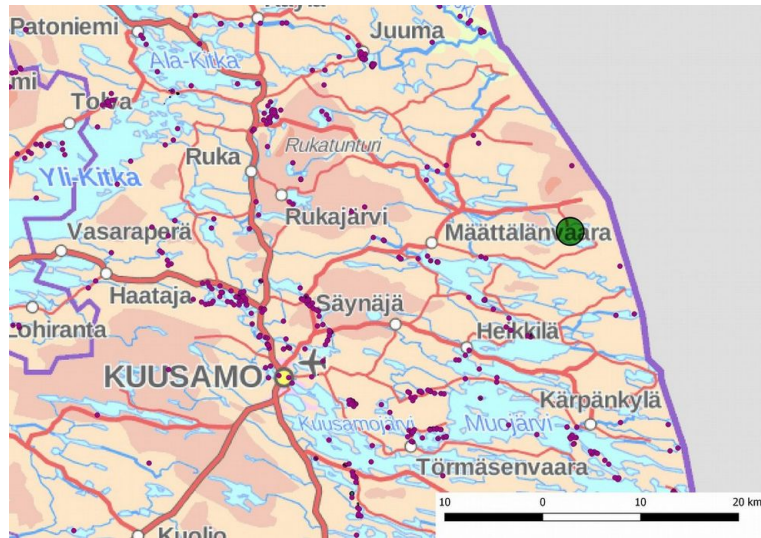 Patoniemi
Juuma
Ala-Kitka
Tolva
Ruka
Rukatunturi
Yli-Kitka
Rukajärvi
Vasaraperä
Määttälänvaara
Haataja
Säynäjä
Lohiranta
Heikkilä
KUUSAMO
Kärpänkylä
Kuusamojärvi
Muojärvi
Törmäsenvaara
10 0 10 20 km
Kuolio